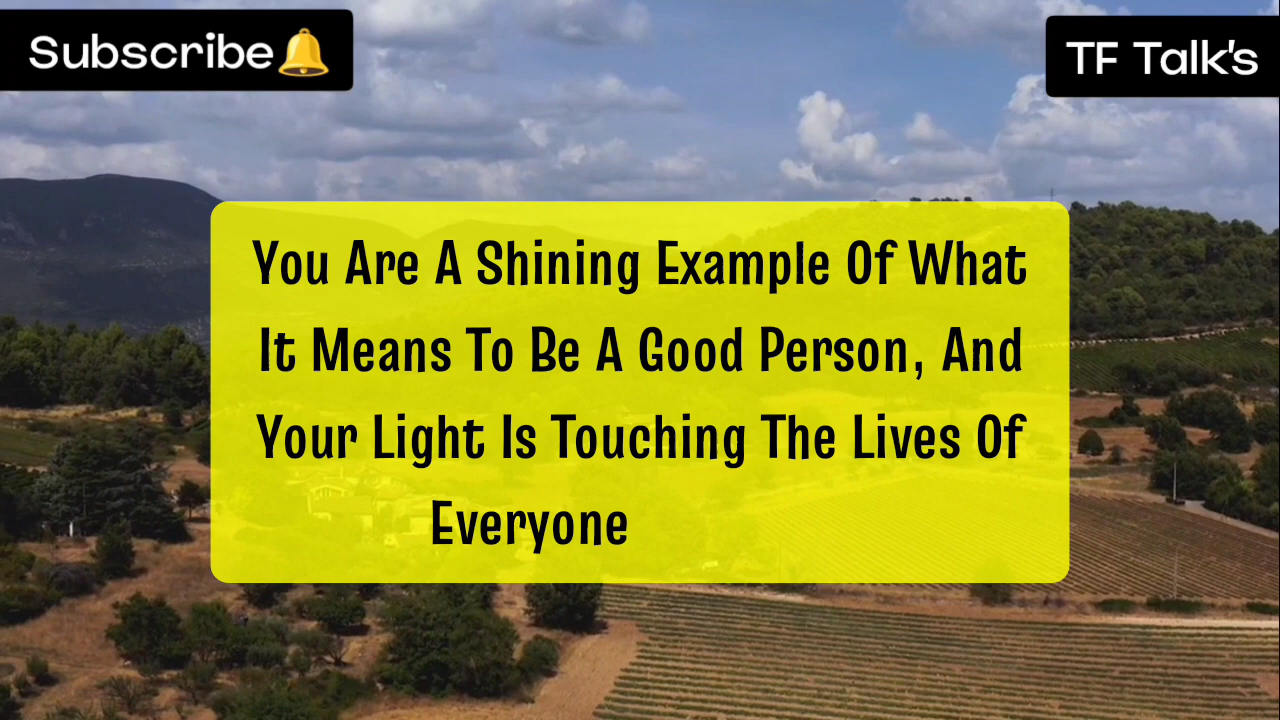 Subscribe🔔
TF Talk's
You Are A Shining Example Of What
It Means To Be A Good Person, And
Your Light Is Touching The Lives Of
Everyone